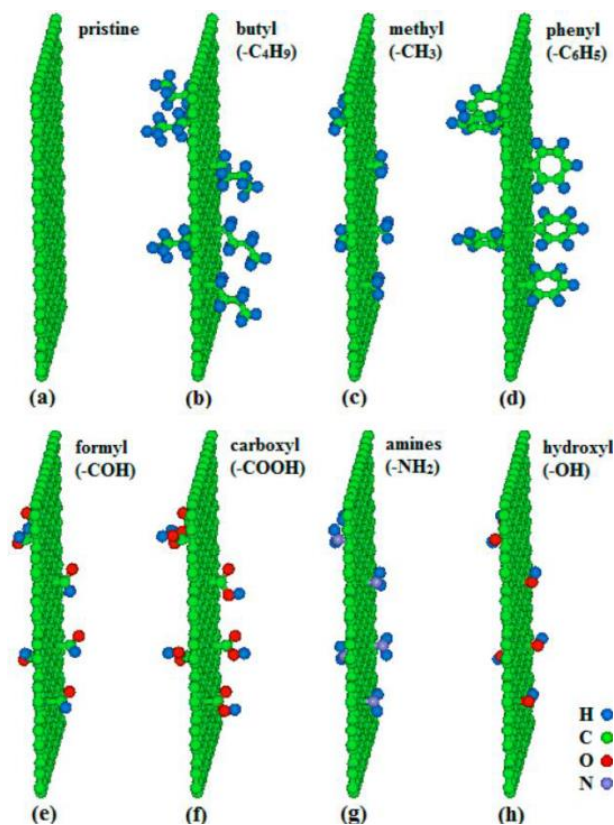 pristine
butyl
(-C4H9)
methyl
(-CH3)
phenyl
(-C6H5)
(a)
(b)
(c)
(d)
formyl
(-COH)
carboxyl
(-COOH)
amines
(-NH2)
hydroxyl
(-OH)
H
C
O
N
(e)
(f)
(g)
(h)